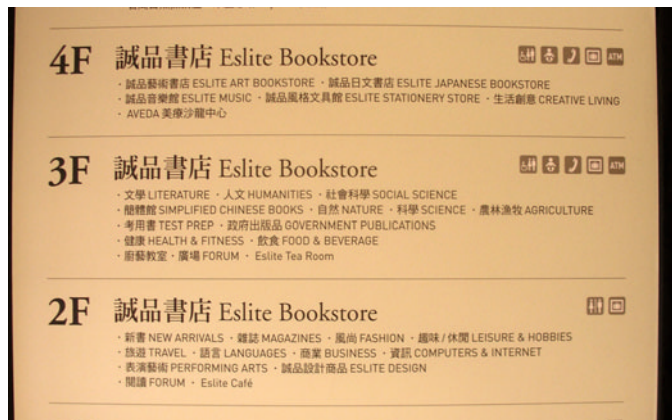 4F 誠品書店 Eslite Bookstore
ATM
· 誠品藝術書店 ESLITE ART BOOKSTORE · 誠品日文書店 ESLITE JAPANESE BOOKSTORE
· 誠品音樂館 ESLITE MUSIC · 誠品風格文具館 ESLITE STATIONERY STORE · 生活創意 CREATIVE LIVING
· AVEDA 美療沙龍中心
3F 誠品書店 Eslite Bookstore
ATM
· 文學 LITERATURE · 人文 HUMANITIES · 社會科學 SOCIAL SCIENCE
· 簡體館 SIMPLIFIED CHINESE BOOKS · 自然 NATURE · 科學 SCIENCE · 農林漁牧 AGRICULTURE
· 考用書 TEST PREP · 政府出版品 GOVERNMENT PUBLICATIONS
· 健康 HEALTH & FITNESS · 飲食 FOOD & BEVERAGE
· 廚藝教室 · 廣場 FORUM · Eslite Tea Room
2F 誠品書店 Eslite Bookstore
· 新書 NEW ARRIVALS · 雜誌 MAGAZINES · 風尚 FASHION · 趣味 / 休閒 LEISURE & HOBBIES
· 旅遊 TRAVEL · 語言 LANGUAGES · 商業 BUSINESS · 資訊 COMPUTERS & INTERNET
· 表演藝術 PERFORMING ARTS · 誠品設計商品 ESLITE DESIGN
· 閱讀 FORUM · Eslite Café